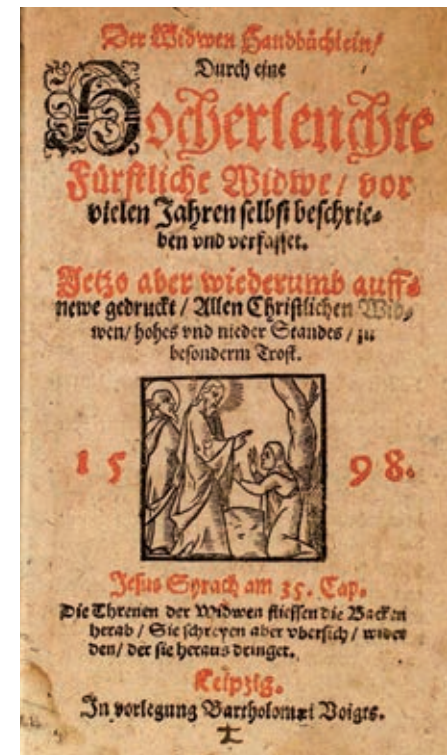 Der Widwen Handbüchlein/
Durch eine
Hocherleuchte
Fürstliche Widwe/ vor
vielen Jahren selbst beschrie-
ben vnd verfasset.
Jetzo aber wiederumb auff-
newe gedruckt / Allen Christlichen Wid-
wen/ hohes vnd nieder Standes / zu
besonderm Trost.
15 98.
Jesus Syrach am 35. Cap.
Die Threnen der Widwen fliessen die Backen
herab / Sie schreyen aber vbersich / wider
den/ der sie heraus dringet.
Leipzig.
In vorlegung Bartholomæi Voigts.